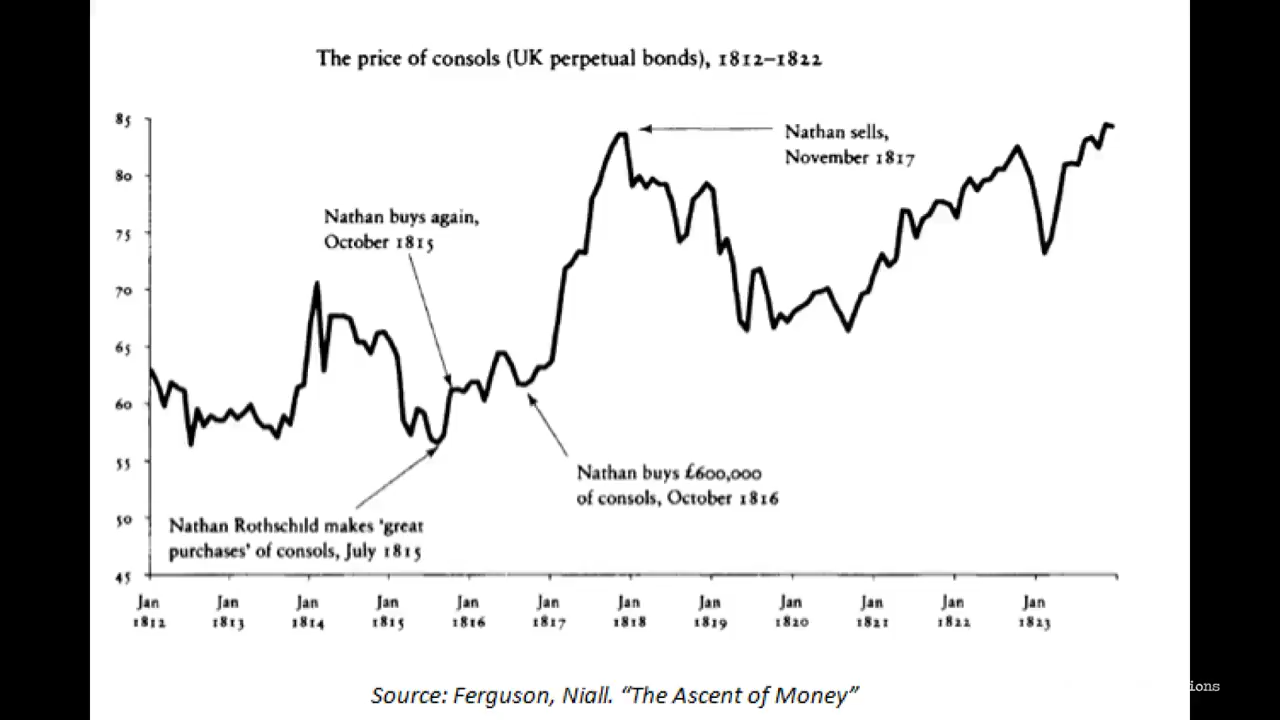 The price of consols (UK perpetual bonds), 1812–1822
85
Nathan sells,
November 1817
80
Nathan buys again,
October 1815
75
70
65
60
55
Nathan buys £600,000
of consols, October 1816
50
Nathan Rothschild makes 'great
purchases' of consols, July 1815
45
Jan Jan Jan Jan Jan Jan Jan Jan Jan Jan Jan Jan
1812 1813 1814 1815 1816 1817 1818 1819 1820 1821 1822 1823
Source: Ferguson, Niall. “The Ascent of Money”